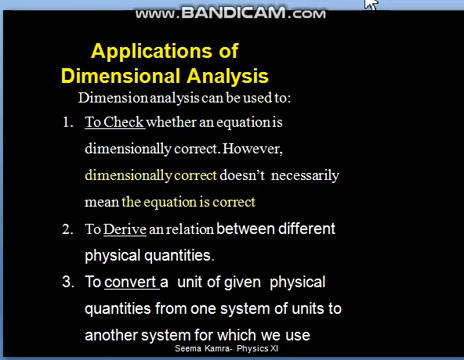 www.BANDICAM.com
Applications of
Dimensional Analysis
Dimension analysis can be used to:
1. To Check whether an equation is
dimensionally correct. However,
dimensionally correct doesn't necessarily
mean the equation is correct
2. To Derive an relation between different
physical quantities.
3. To convert a unit of given physical
quantities from one system of units to
another system for which we use
Seema Kamra- Physics XI